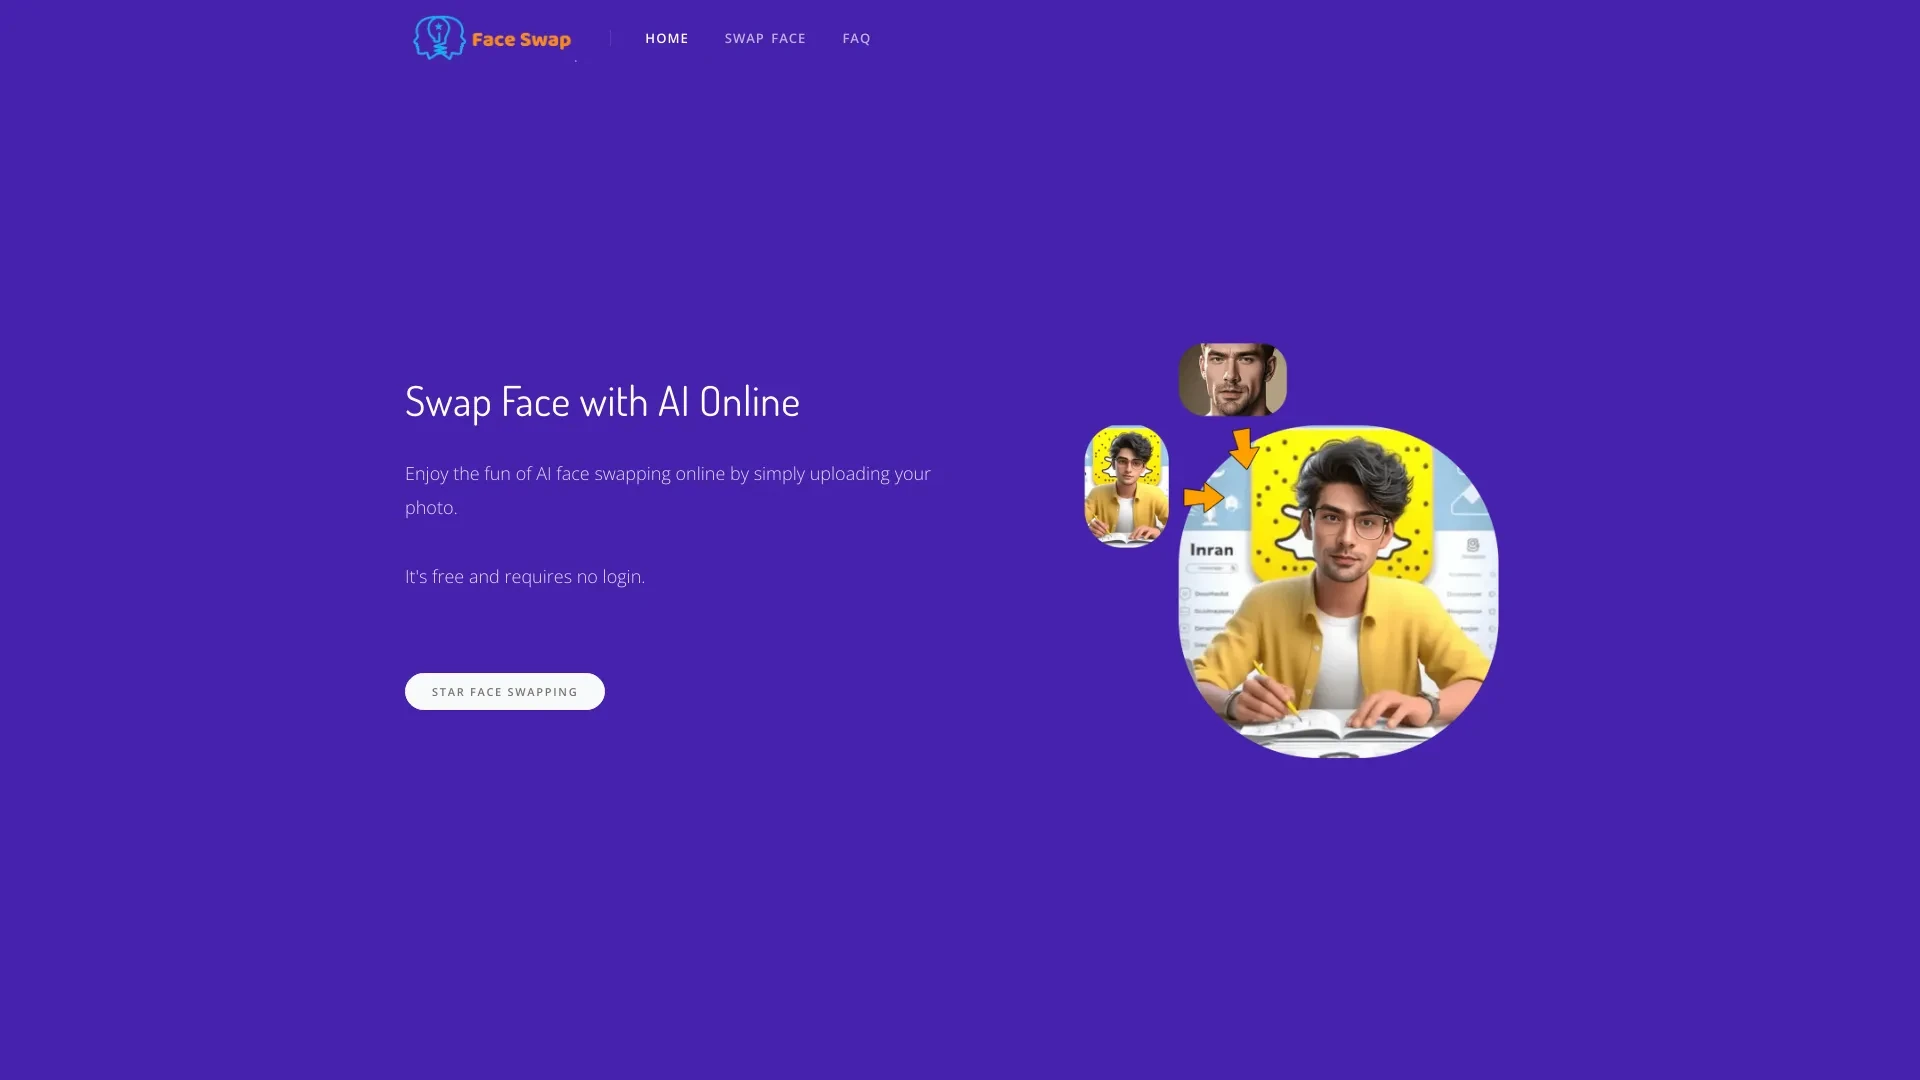 Face Swap
HOME
SWAP FACE
FAQ
Swap Face with AI Online
Enjoy the fun of AI face swapping online by simply uploading your
photo.
It's free and requires no login.
STAR FACE SWAPPING
Inran